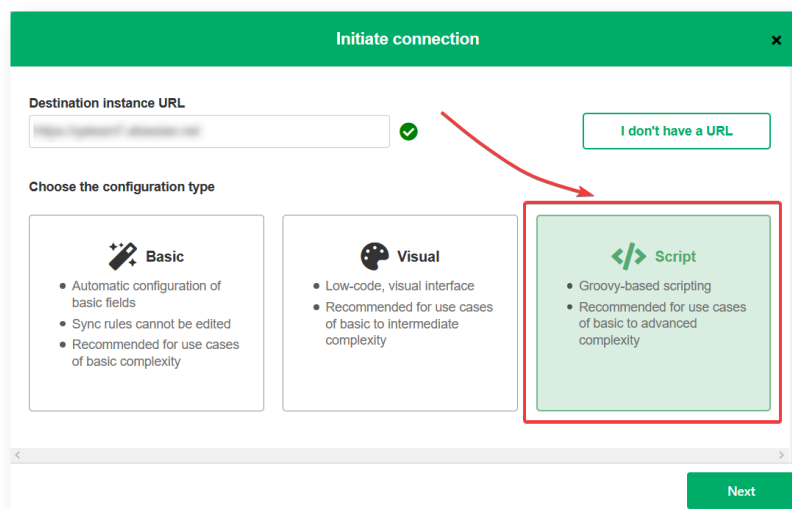 Initiate connection
Destination instance URL
I don't have a URL
Choose the configuration type
Basic
Automatic configuration of
basic fields
Sync rules cannot be edited
Recommended for use cases
of basic complexity
Visual
Low-code, visual interface
Recommended for use cases
of basic to intermediate
complexity
Script
Groovy-based scripting
Recommended for use cases
of basic to advanced
complexity
Next